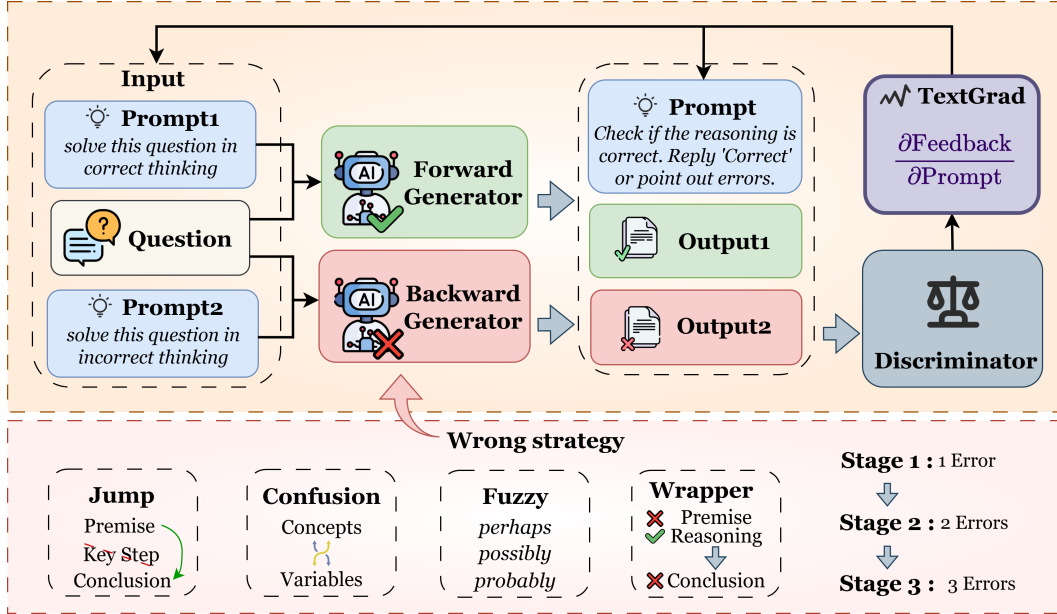 Input
Prompt1
solve this question in
correct thinking
Question
Prompt2
solve this question in
incorrect thinking
AI
Forward
Generator
AI
Backward
Generator
Prompt
Check if the reasoning is
correct. Reply 'Correct'
or point out errors.
Output1
Output2
TextGrad
∂Feedback
∂Prompt
Discriminator
Wrong strategy
Jump
Premise
Key Step
Conclusion
Confusion
Concepts
Variables
Fuzzy
perhaps
possibly
probably
Wrapper
Premise
Reasoning
Conclusion
Stage 1 : 1 Error
Stage 2 : 2 Errors
Stage 3 : 3 Errors